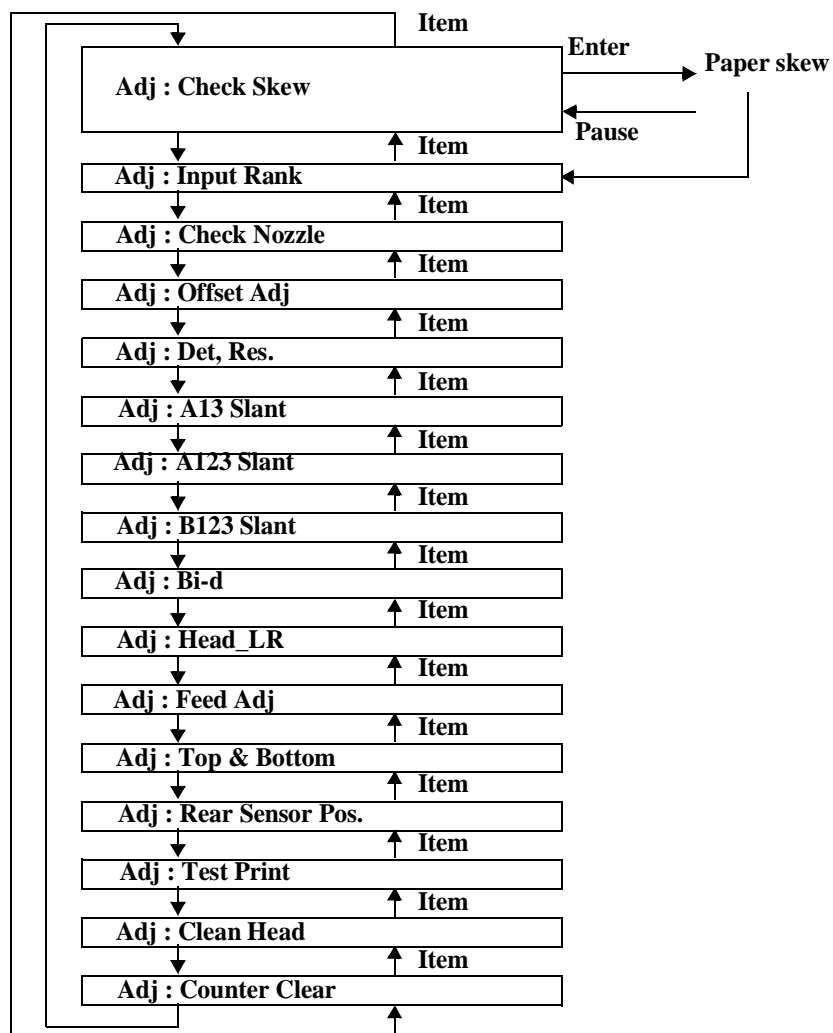 Item
Enter
Paper skew
Adj : Check Skew
Pause
Item
Adj : Input Rank
Item
Adj : Check Nozzle
Item
Adj : Offset Adj
Item
Adj : Det, Res.
Item
Adj : A13 Slant
Item
Adj : A123 Slant
Item
Adj : B123 Slant
Item
Adj : Bi-d
Item
Adj : Head_LR
Item
Adj : Feed Adj
Item
Adj : Top & Bottom
Item
Adj : Rear Sensor Pos.
Item
Adj : Test Print
Item
Adj : Clean Head
Item
Adj : Counter Clear